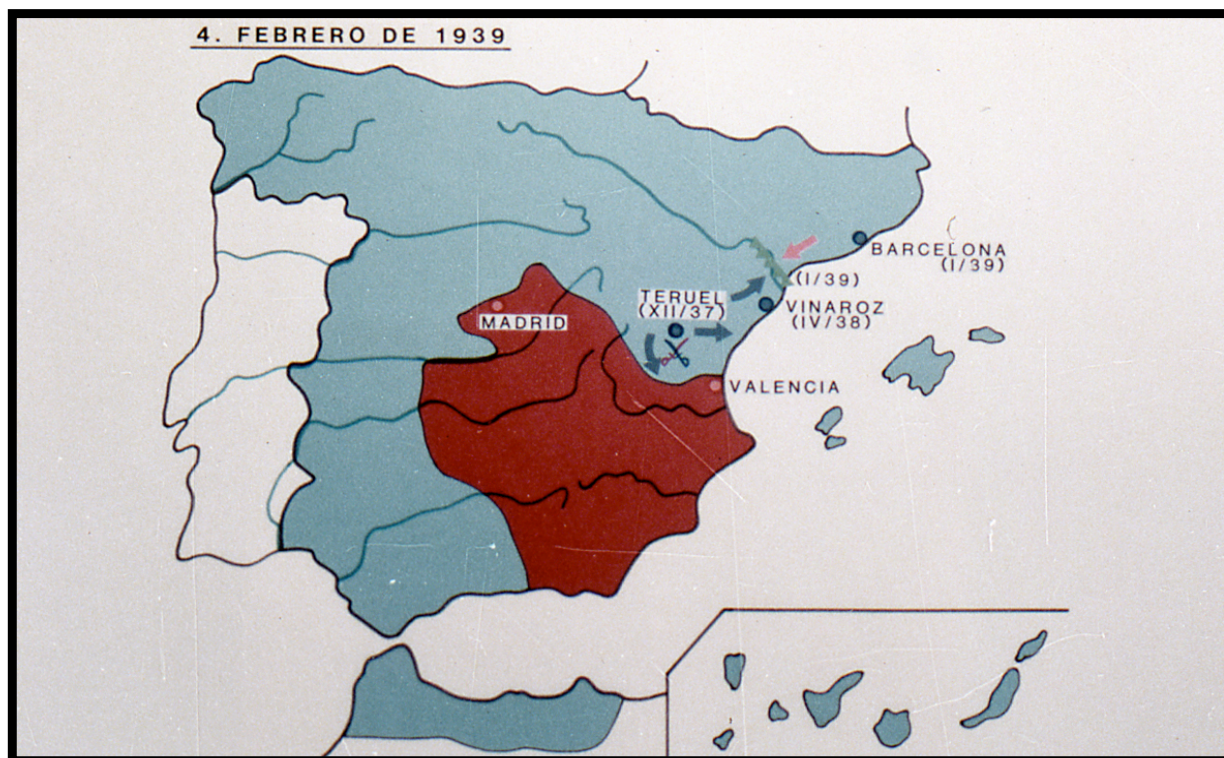 4. FEBRERO DE 1939
BARCELONA
(I/39)
(I/39)
TERUEL
(XII/37)
VINAROZ
(IV/38)
MADRID
VALENCIA